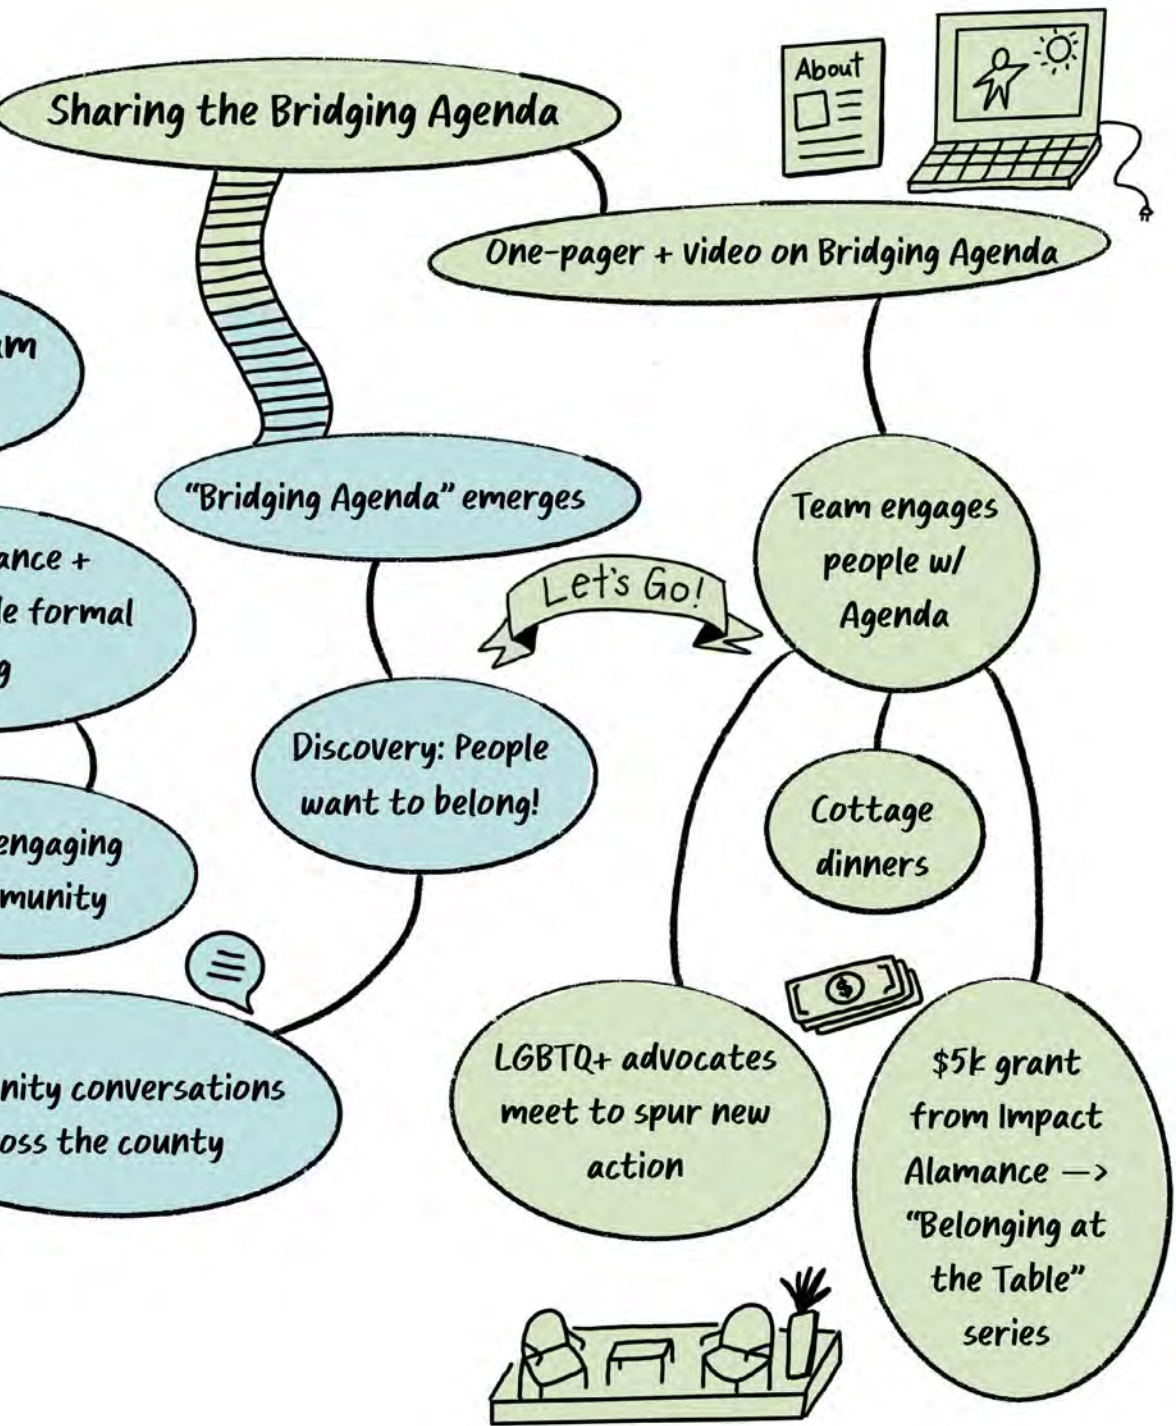 Sharing the Bridging Agenda
About
One-pager + video on Bridging Agenda
"Bridging Agenda" emerges
Let's Go!
Team engages
people w/
Agenda
ance +
le formal
g
Discovery: People
want to belong!
engaging
munity
Cottage
dinners
nity conversations
oss the county
$
LGBTQ+ advocates
meet to spur new
action
$5k grant
from Impact
Alamance —>
"Belonging at
the Table"
series